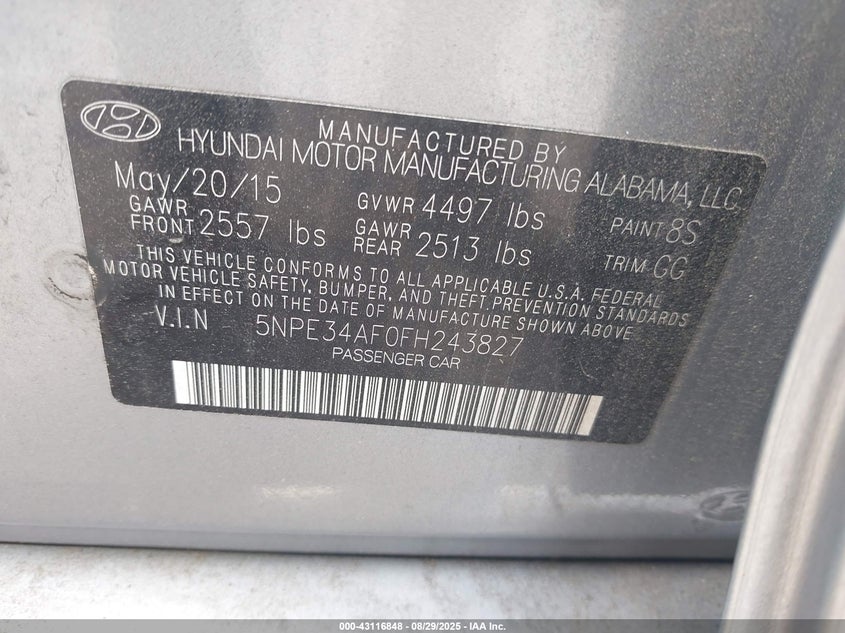 MANUFACTURED BY
HYUNDAI MOTOR MANUFACTURING ALABAMA, LLC
May/20/15 GVWR 4497 lbs PAINT 8S
GAWR FRONT 2557 lbs GAWR REAR 2513 lbs TRIM GG
THIS VEHICLE CONFORMS TO ALL APPLICABLE U.S.A. FEDERAL
MOTOR VEHICLE SAFETY, BUMPER, AND THEFT PREVENTION STANDARDS
IN EFFECT ON THE DATE OF MANUFACTURE SHOWN ABOVE
V.I.N 5NPE34AF0FH243827
PASSENGER CAR
000-43116848 - 08/29/2025 - IAA Inc.